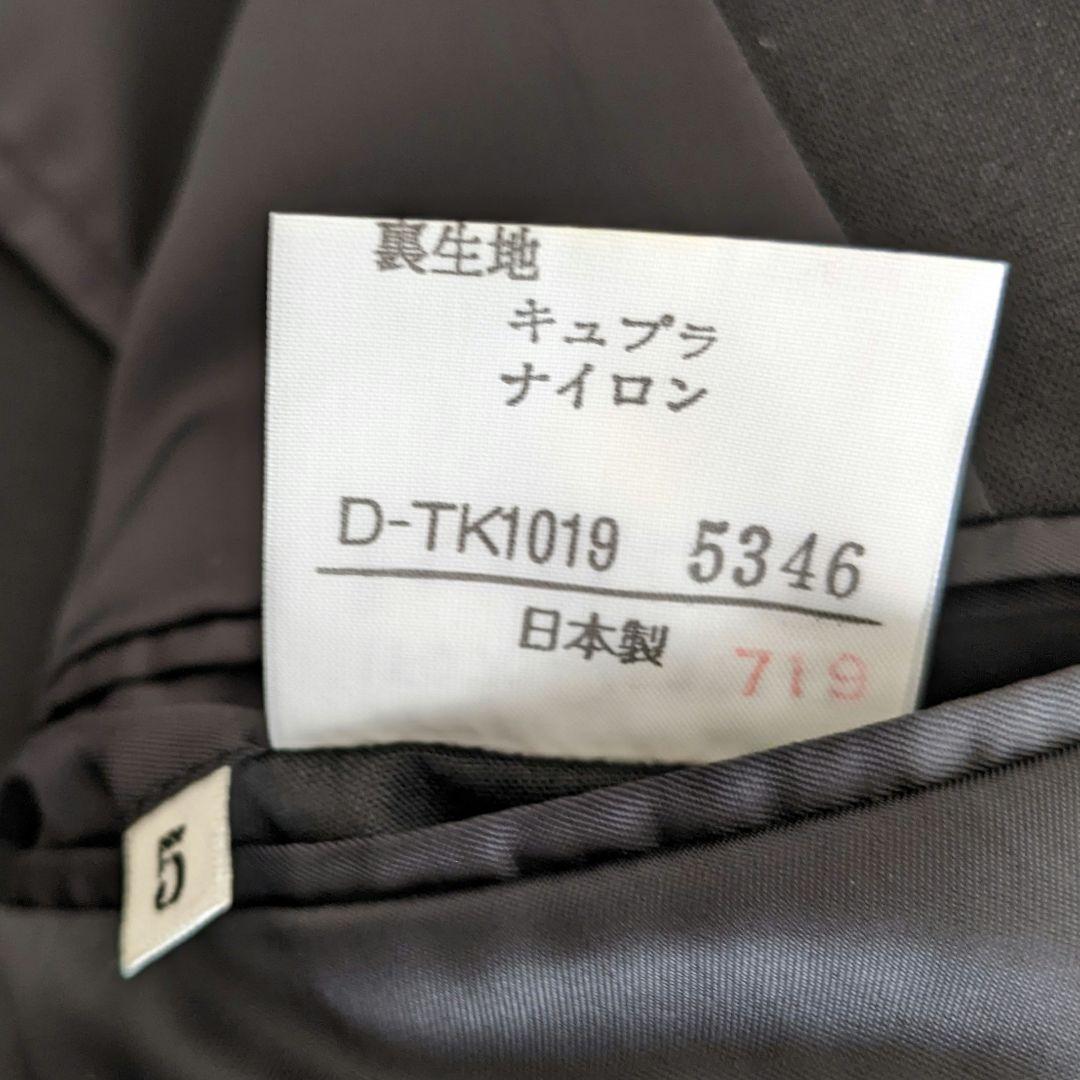 裏生地
キュプラ
ナイロン
D-TK1019 5346
日本製 719
5